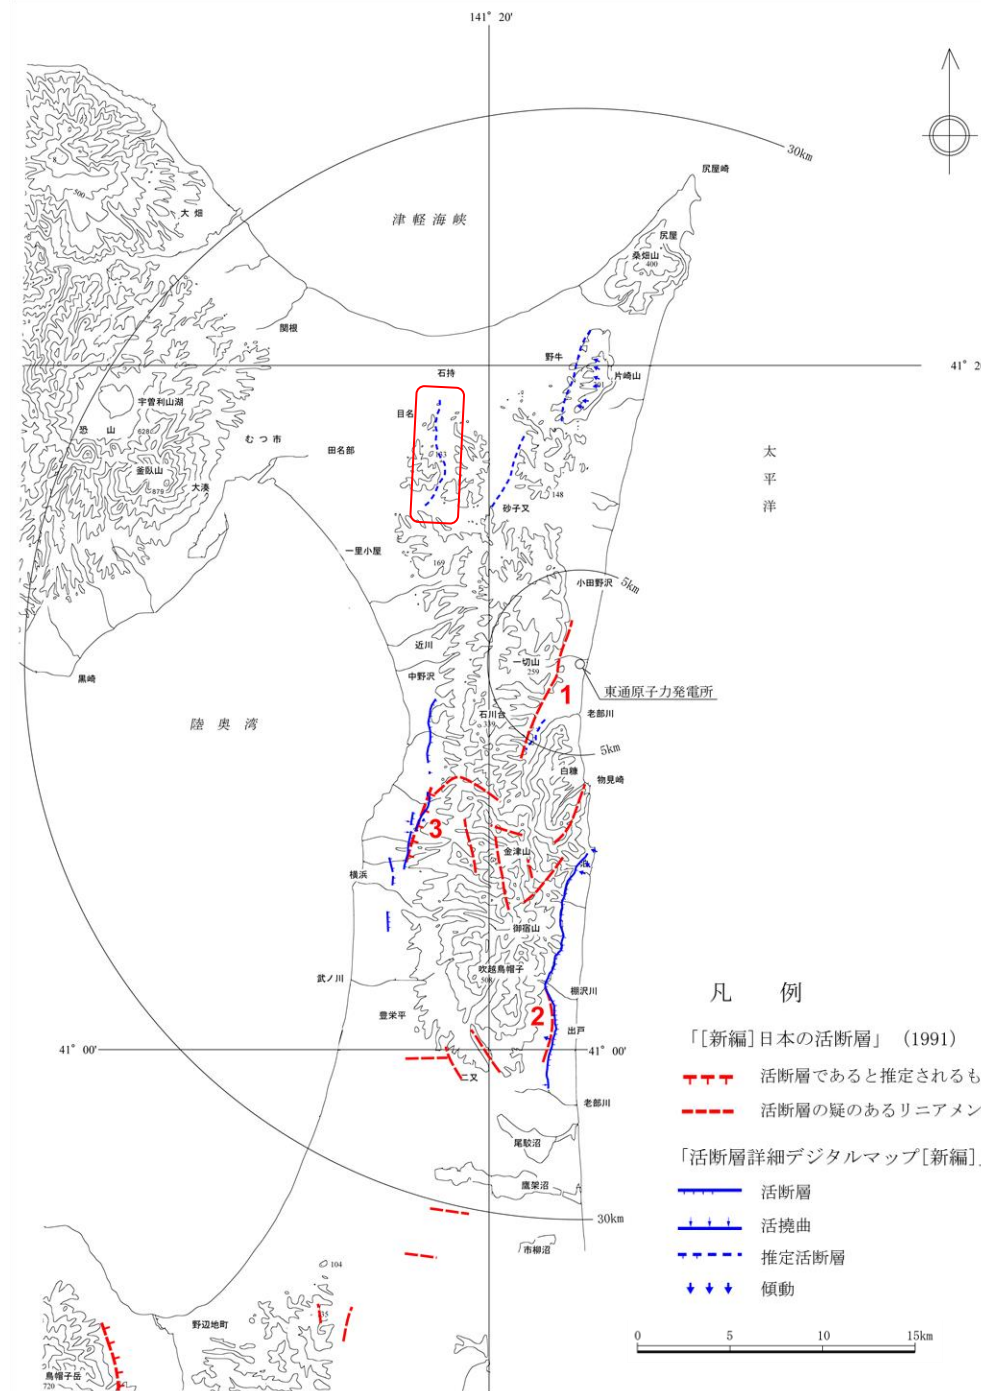 141° 20'
30km
尻屋崎
大畑
500
津軽海峡
尻屋
桑畑山
400
関根
野牛
41° 2
石持
片崎山
宇曽利山湖
目名
恐山
828
むつ市
田名部
太平洋
釜臥山
879
大湊
148
砂子又
一里小屋
169
小田野沢
5km
近川
一切山
259
中野沢
黒崎
1
東通原子力発電所
石川台
老部川
陸奥湾
5km
白糠
物見崎
3
金津山
横浜
御宿山
吹越烏帽子
508
武ノ川
棚沢川
豊栄平
2
出戸
41° 00'
41° 00'
二又
老部川
尾駮沼
鷹架沼
30km
市柳沼
104
野辺地町
烏帽子岳
720
凡 例
「[新編]日本の活断層」 (1991)
活断層であると推定されるも
活断層の疑のあるリニアメン
「活断層詳細デジタルマップ[新編]
活断層
活撓曲
推定活断層
傾動
0 5 10 15km